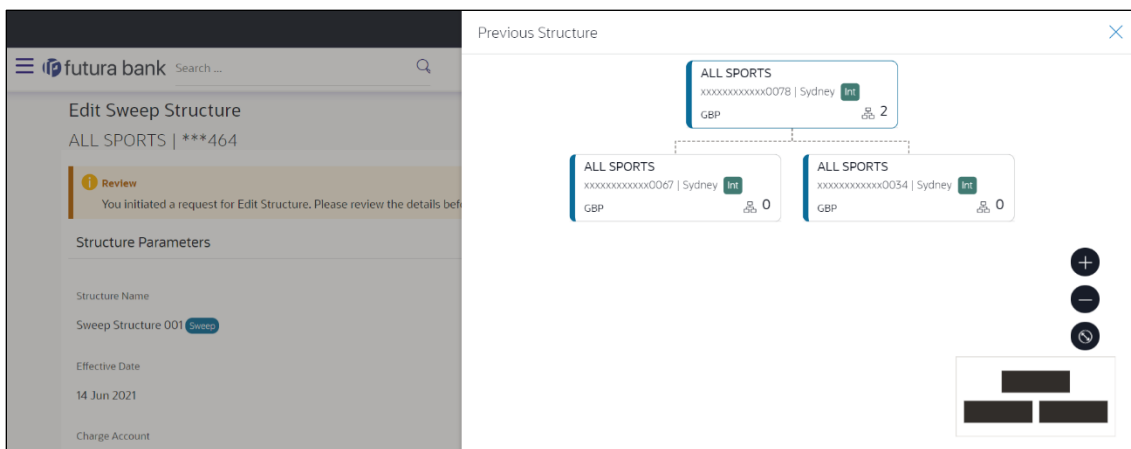 Previous Structure
futura bank
Search ...
Edit Sweep Structure
ALL SPORTS | ***464
Review
You initiated a request for Edit Structure. Please review the details bef
Structure Parameters
Structure Name
Sweep Structure 001 Sweep
Effective Date
14 Jun 2021
Charge Account
ALL SPORTS
xxxxxxxxxxxx0078 | Sydney Int
GBP 2
ALL SPORTS
xxxxxxxxxxxx0067 | Sydney Int
GBP 0
ALL SPORTS
xxxxxxxxxxxx0034 | Sydney Int
GBP 0